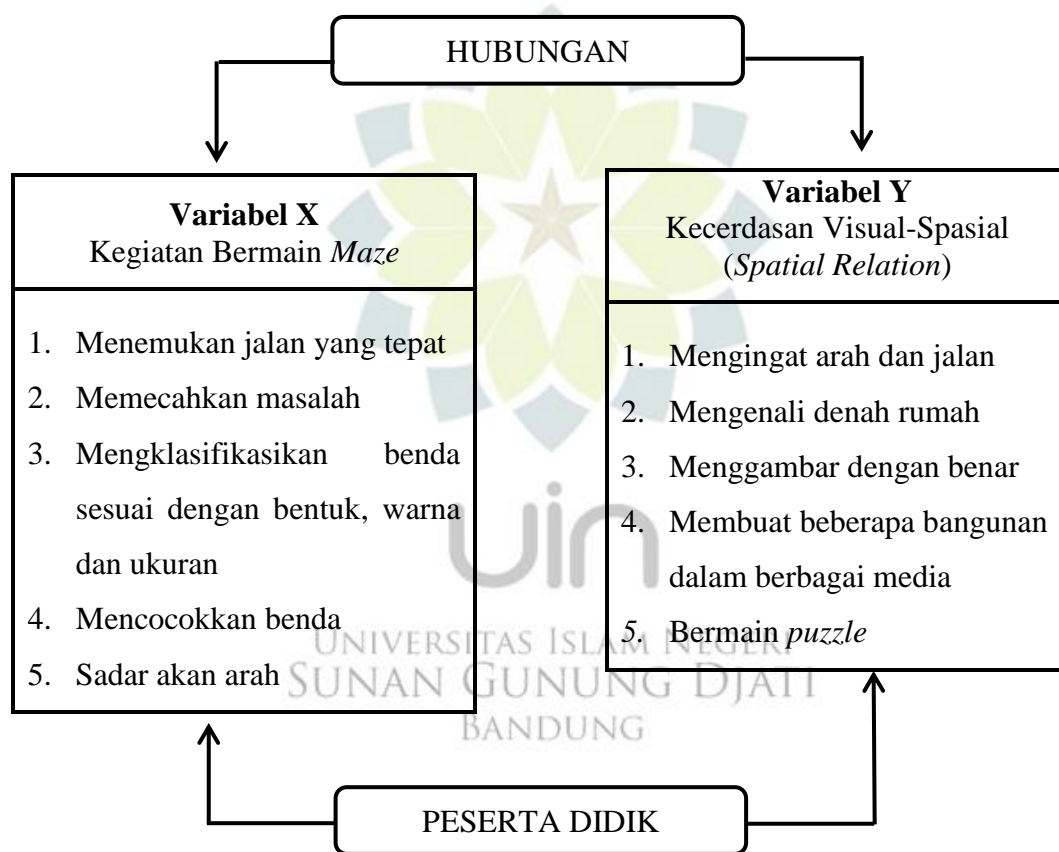 HUBUNGAN
Variabel X
Kegiatan Bermain Maze
1. Menemukan jalan yang tepat
2. Memecahkan masalah
3. Mengklasifikasikan benda
sesuai dengan bentuk, warna
dan ukuran
4. Mencocokkan benda
5. Sadar akan arah
Variabel Y
Kecerdasan Visual-Spasial
(Spatial Relation)
1. Mengingat arah dan jalan
2. Mengenali denah rumah
3. Menggambar dengan benar
4. Membuat beberapa bangunan
dalam berbagai media
5. Bermain puzzle
uin
UNIVERSITAS ISLAM NEGERI
SUNAN GUNUNG DJATI
BANDUNG
PESERTA DIDIK